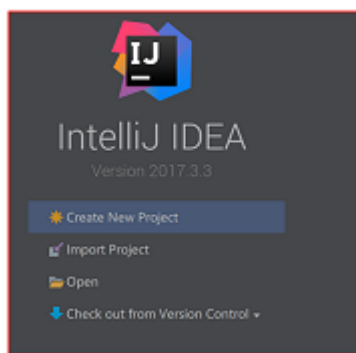 IJ
IntelliJ IDEA
Version 2017.3.3
Create New Project
Import Project
Open
Check out from Version Control